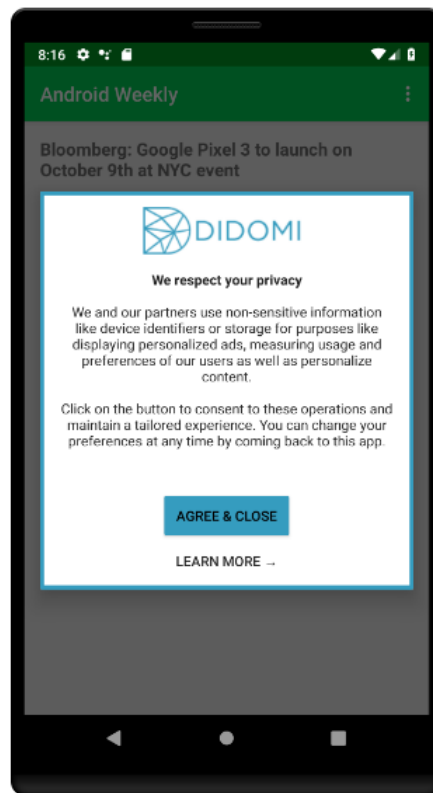 8:16
Android Weekly
Bloomberg: Google Pixel 3 to launch on
October 9th at NYC event
DIDOMI
We respect your privacy
We and our partners use non-sensitive information
like device identifiers or storage for purposes like
displaying personalized ads, measuring usage and
preferences of our users as well as personalize
content.
Click on the button to consent to these operations and
maintain a tailored experience. You can change your
preferences at any time by coming back to this app.
AGREE & CLOSE
LEARN MORE →